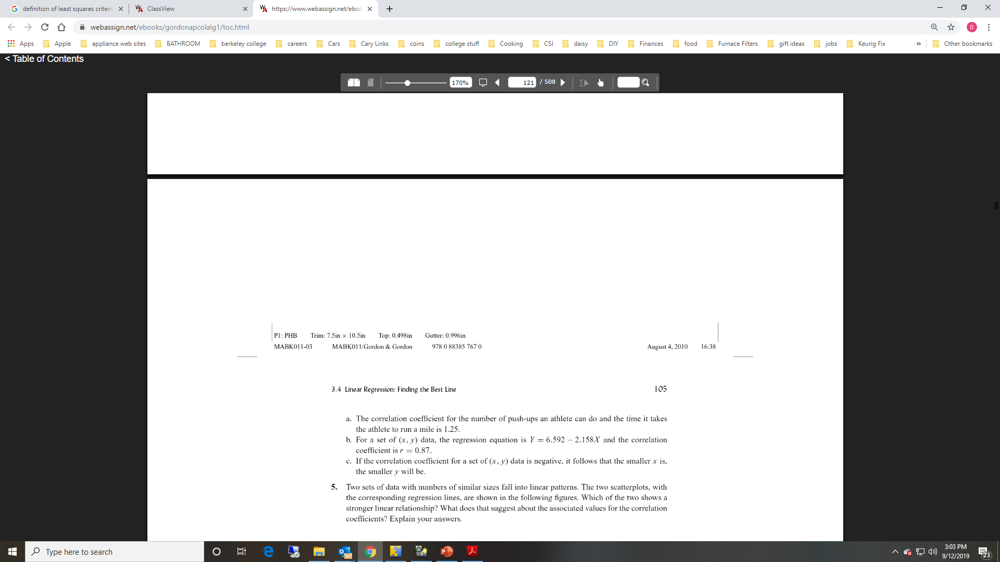 definition of least squares criteric
ClassView
https://www.webassign.net/eboo
webassign.net/ebooks/gordonapcolalg1/toc.html
D
Apps Apple appliance web sites BATHROOM berkeley college careers Cars Cary Links coins college stuff Cooking CSI daisy DIY Finances food Furnace Filters gift ideas jobs Keurig Fix » Other bookmarks
< Table of Contents
170% 121 / 508
P1: PHB Trim: 7.5in × 10.5in Top: 0.498in Gutter: 0.996in
MABK011-03 MABK011/Gordon & Gordon 978 0 88385 767 0 August 4, 2010 16:38
3.4 Linear Regression: Finding the Best Line 105
a. The correlation coefficient for the number of push-ups an athlete can do and the time it takes
the athlete to run a mile is 1.25.
b. For a set of (x, y) data, the regression equation is Y = 6.592 − 2.158X and the correlation
coefficient is r = 0.87.
c. If the correlation coefficient for a set of (x, y) data is negative, it follows that the smaller x is,
the smaller y will be.
5. Two sets of data with numbers of similar sizes fall into linear patterns. The two scatterplots, with
the corresponding regression lines, are shown in the following figures. Which of the two shows a
stronger linear relationship? What does that suggest about the associated values for the correlation
coefficients? Explain your answers.
Type here to search
3:03 PM
9/12/2019
23